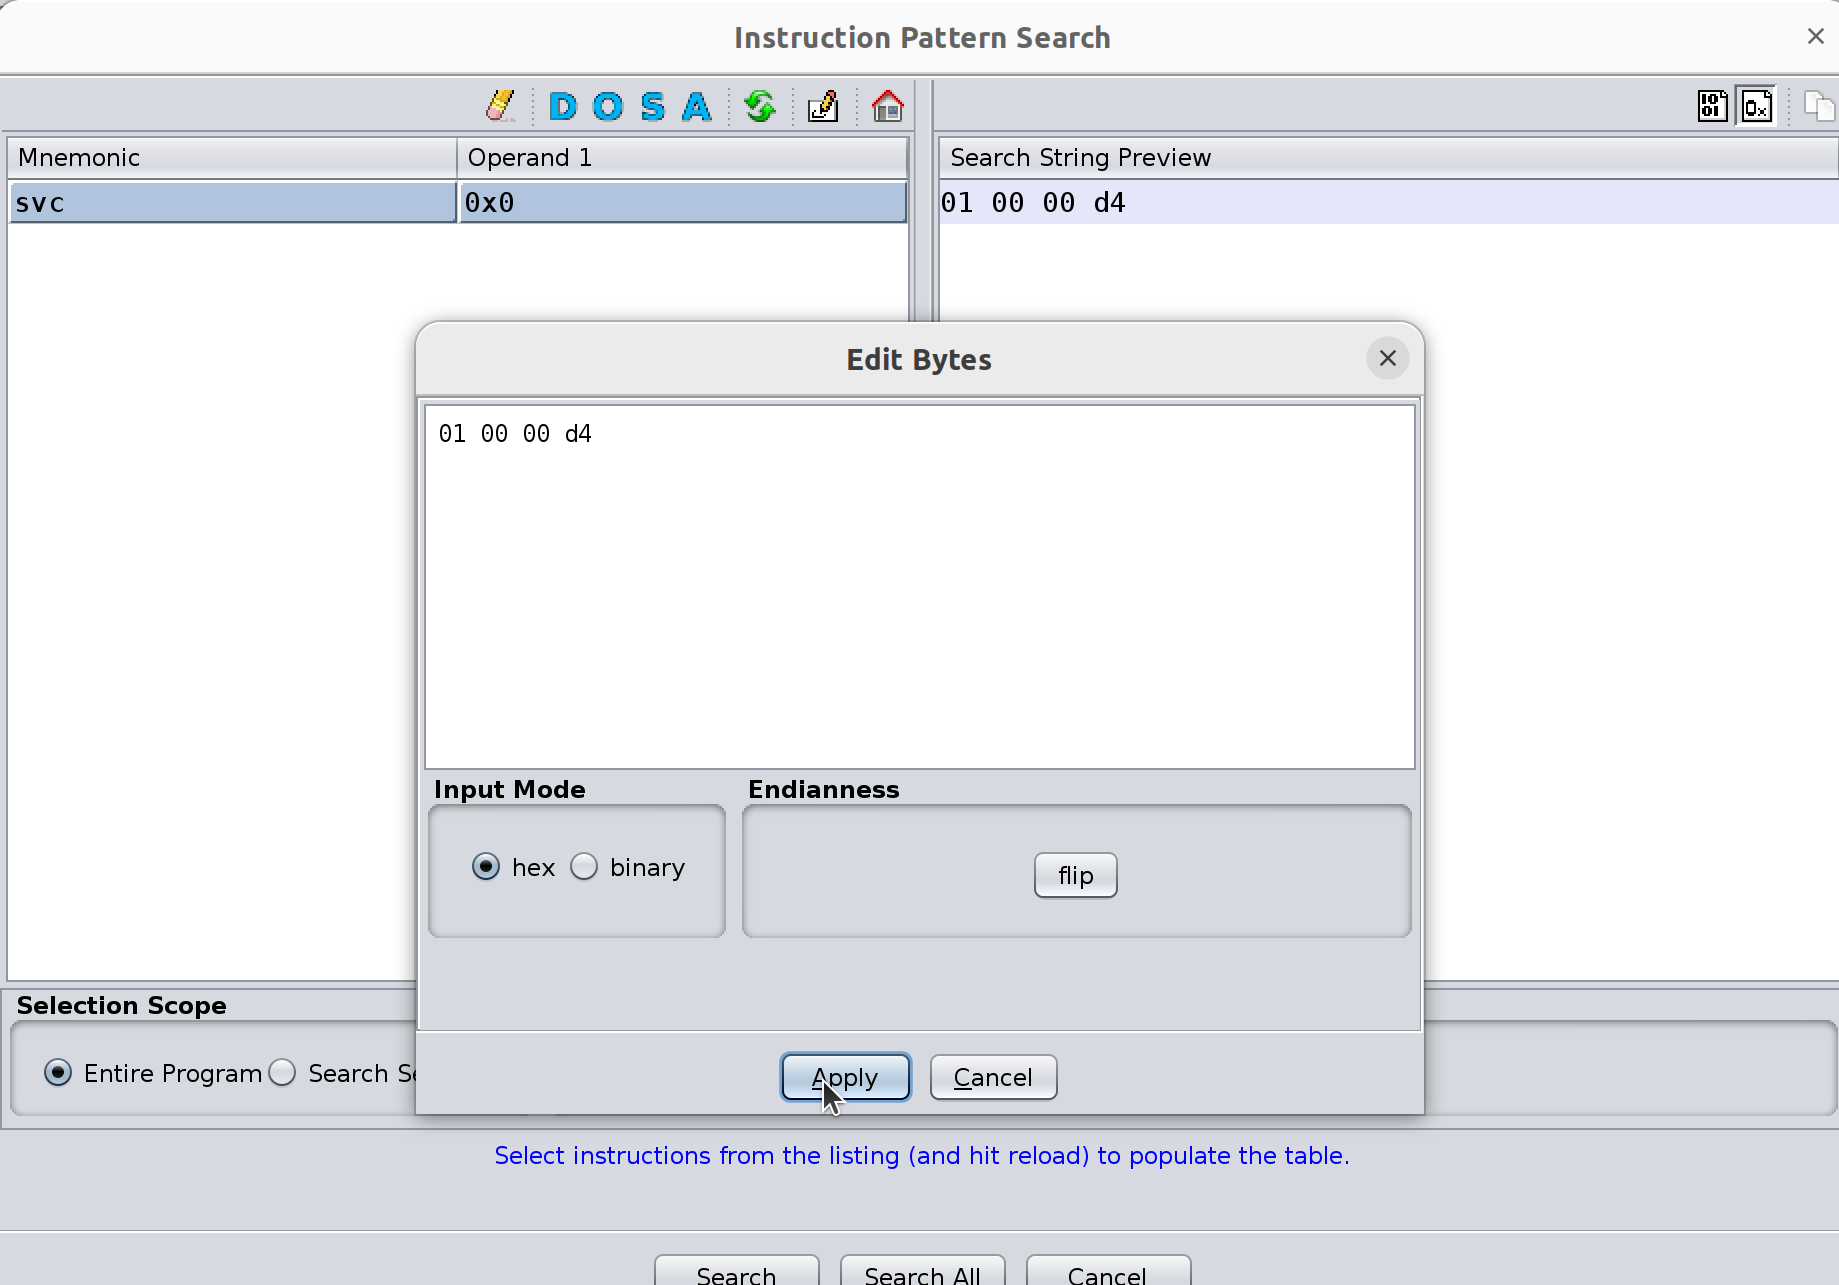 Instruction Pattern Search
D O S A
Mnemonic Operand 1 Search String Preview
svc 0x0 01 00 00 d4
Edit Bytes
01 00 00 d4
Input Mode Endianness
hex binary flip
Selection Scope
Entire Program Search Se
Apply Cancel
Select instructions from the listing (and hit reload) to populate the table.
Search Search All Cancel